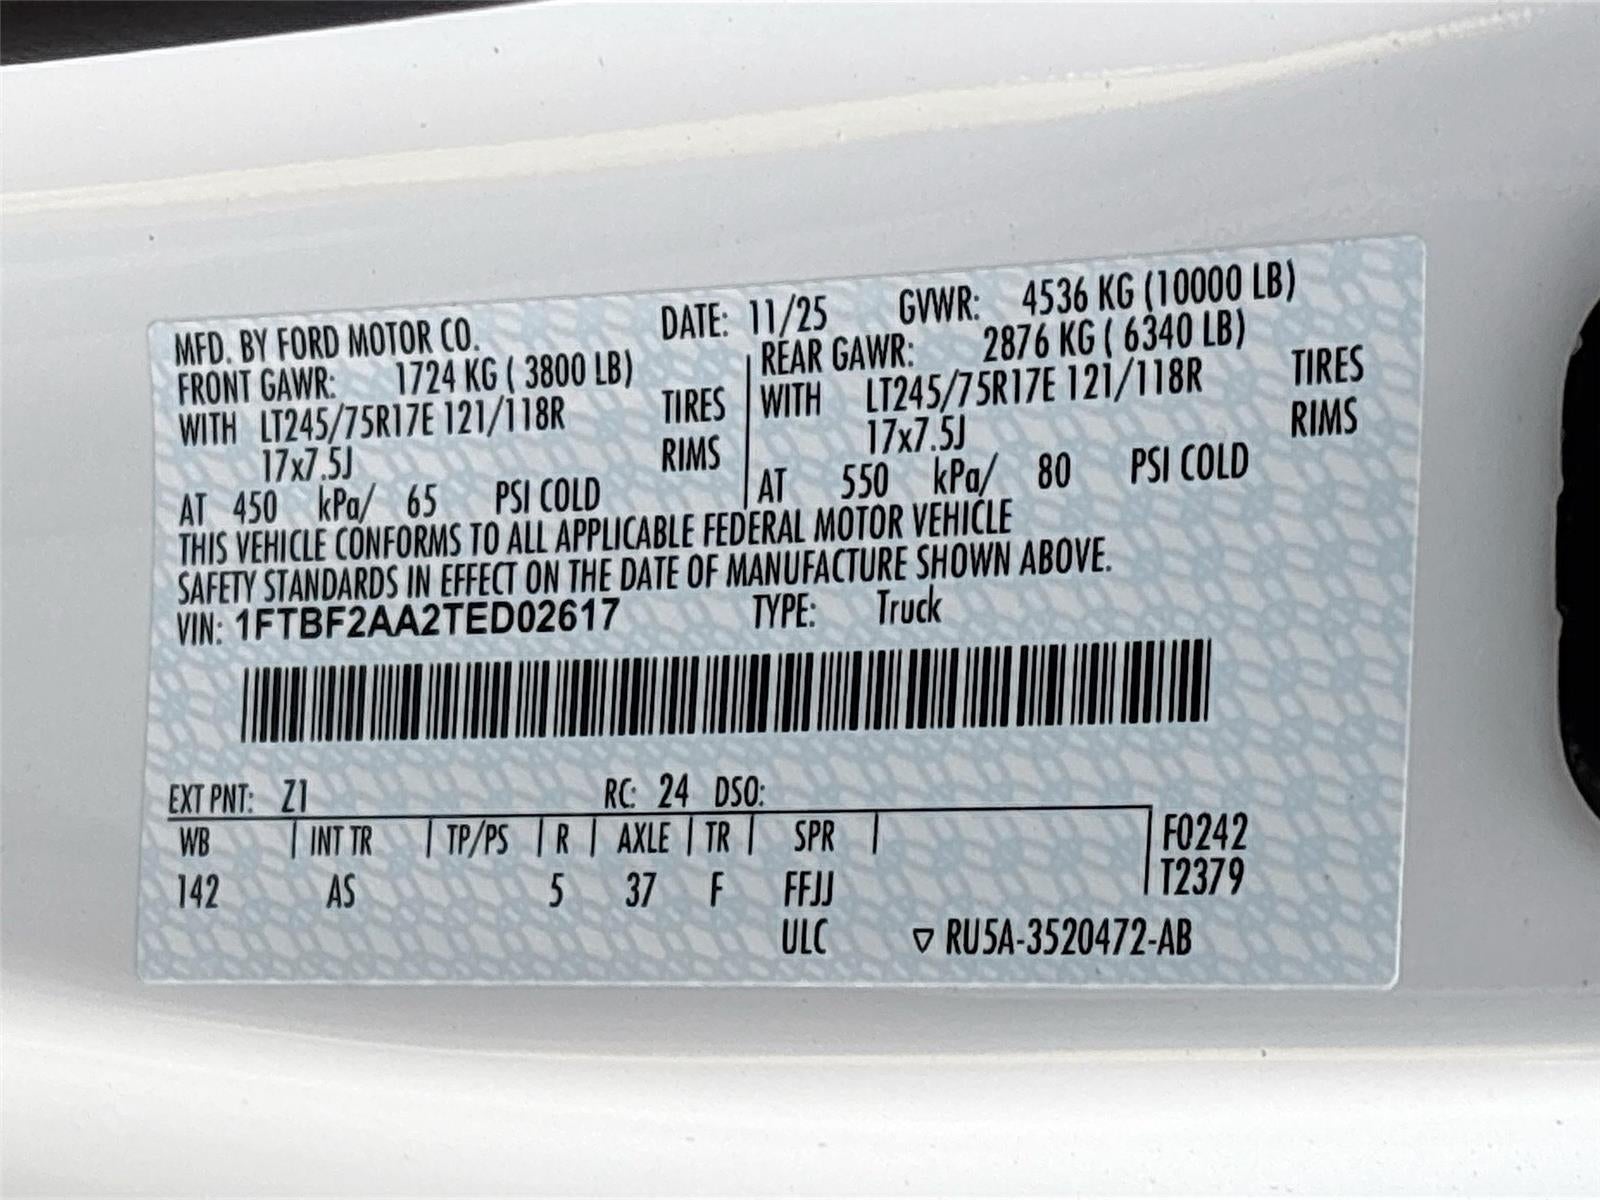 MFD. BY FORD MOTOR CO. DATE: 11/25 GVWR: 4536 KG (10000 LB)
FRONT GAWR: 1724 KG ( 3800 LB) REAR GAWR: 2876 KG ( 6340 LB)
WITH LT245/75R17E 121/118R TIRES WITH LT245/75R17E 121/118R TIRES
17x7.5J RIMS 17x7.5J RIMS
AT 450 kPa/ 65 PSI COLD AT 550 kPa/ 80 PSI COLD
THIS VEHICLE CONFORMS TO ALL APPLICABLE FEDERAL MOTOR VEHICLE
SAFETY STANDARDS IN EFFECT ON THE DATE OF MANUFACTURE SHOWN ABOVE.
VIN: 1FTBF2AA2TED02617 TYPE: Truck
EXT PNT: Z1 RC: 24 DSO:
WB INT TR TP/PS R AXLE TR SPR F0242
142 AS 5 37 F FFJJ T2379
ULC RU5A-3520472-AB